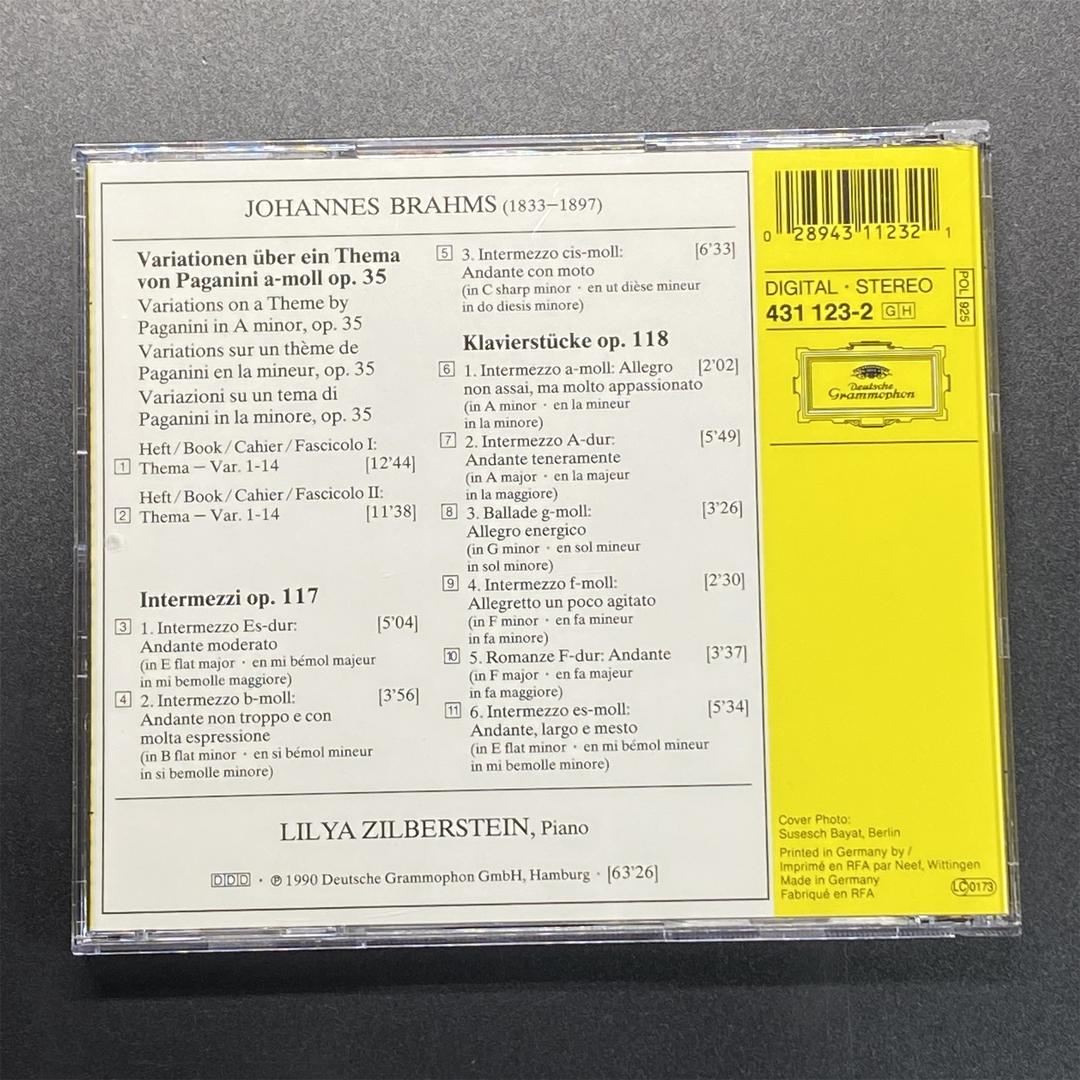 JOHANNES BRAHMS (1833–1897)
Variationen über ein Thema
von Paganini a-moll op. 35
Variations on a Theme by
Paganini in A minor, op. 35
Variations sur un thème de
Paganini en la mineur, op. 35
Variazioni su un tema di
Paganini in la minore, op. 35
Heft/Book/Cahier/Fascicolo I:
1 Thema – Var. 1-14 [12'44]
Heft/Book/Cahier/Fascicolo II:
2 Thema – Var. 1-14 [11'38]
Intermezzi op. 117
3 1. Intermezzo Es-dur: [5'04]
Andante moderato
(in E flat major · en mi bémol majeur
in mi bemolle maggiore)
4 2. Intermezzo b-moll: [3'56]
Andante non troppo e con
molta espressione
(in B flat minor · en si bémol mineur
in si bemolle minore)
5 3. Intermezzo cis-moll: [6'33]
Andante con moto
(in C sharp minor · en ut dièse mineur
in do diesis minore)
Klavierstücke op. 118
6 1. Intermezzo a-moll: Allegro [2'02]
non assai, ma molto appassionato
(in A minor · en la mineur
in la minore)
7 2. Intermezzo A-dur: [5'49]
Andante teneramente
(in A major · en la majeur
in la maggiore)
8 3. Ballade g-moll: [3'26]
Allegro energico
(in G minor · en sol mineur
in sol minore)
9 4. Intermezzo f-moll: [2'30]
Allegretto un poco agitato
(in F minor · en fa mineur
in fa minore)
10 5. Romanze F-dur: Andante [3'37]
(in F major · en fa majeur
in fa maggiore)
11 6. Intermezzo es-moll: [5'34]
Andante, largo e mesto
(in E flat minor · en mi bémol mineur
in mi bemolle minore)
LILYA ZILBERSTEIN, Piano
DDD · ℗ 1990 Deutsche Grammophon GmbH, Hamburg · [63'26]
0 28943 11232 1
DIGITAL · STEREO
431 123-2 GH
POL 925
Deutsche
Grammophon
Cover Photo:
Susesch Bayat, Berlin
Printed in Germany by /
Imprimé en RFA par Neef, Wittingen
Made in Germany
Fabriqué en RFA
LC 0173